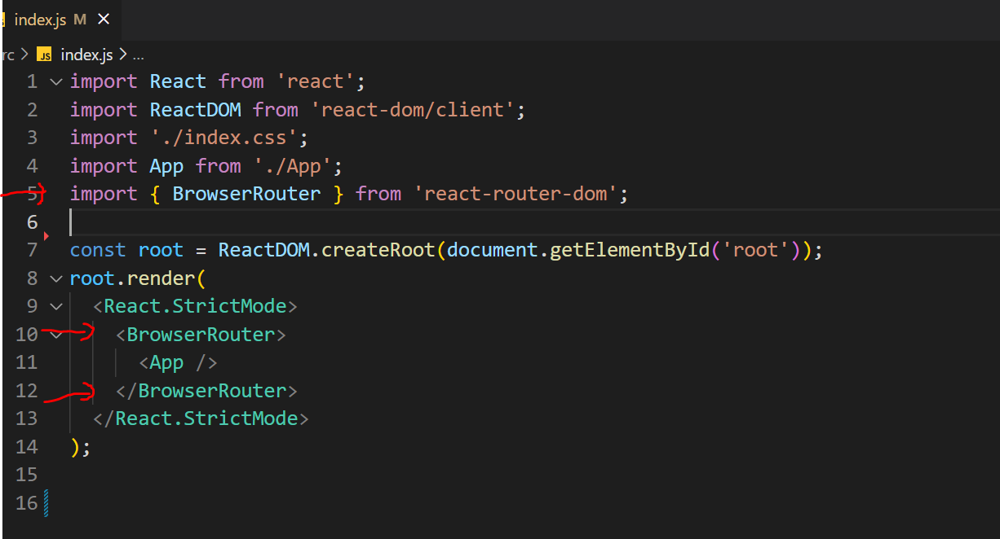 index.js M ×
rc > JS index.js > ...
1 import React from 'react';
2 import ReactDOM from 'react-dom/client';
3 import './index.css';
4 import App from './App';
5 import { BrowserRouter } from 'react-router-dom';
6
7 const root = ReactDOM.createRoot(document.getElementById('root'));
8 root.render(
9   <React.StrictMode>
10     <BrowserRouter>
11       <App />
12     </BrowserRouter>
13   </React.StrictMode>
14 );
15
16